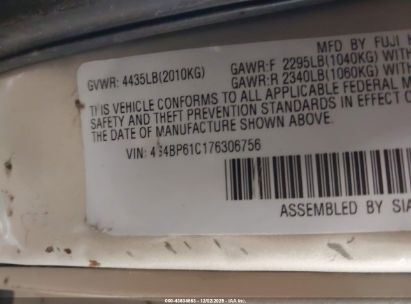 MFD BY FUJI
GVWR: 4435LB(2010KG)
GAWR:F 2295LB(1040KG) WITH
GAWR:R 2340LB(1060KG) WITH
THIS VEHICLE CONFORMS TO ALL APPLICABLE FEDERAL M
SAFETY AND THEFT PREVENTION STANDARDS IN EFFECT O
THE DATE OF MANUFACTURE SHOWN ABOVE.
VIN: 4S4BP61C176306756
ASSEMBLED BY SIA